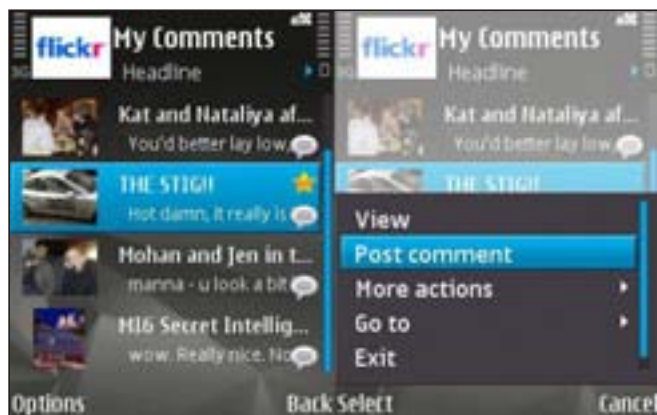 flickr My Comments
3G Headline
Kat and Nataliya af...
You'd better lay low,
THE STIG!!
Hot damn, it really is
Mohan and Jen in t...
manna - u look a bit
MI6 Secret Intellig...
wow. Really nice. No
Options Back
flickr My Comments
3G Headline
Kat and Nataliya af...
You'd better lay low,
THE STIG!!
View
Post comment
More actions
Go to
Exit
Select Cancel